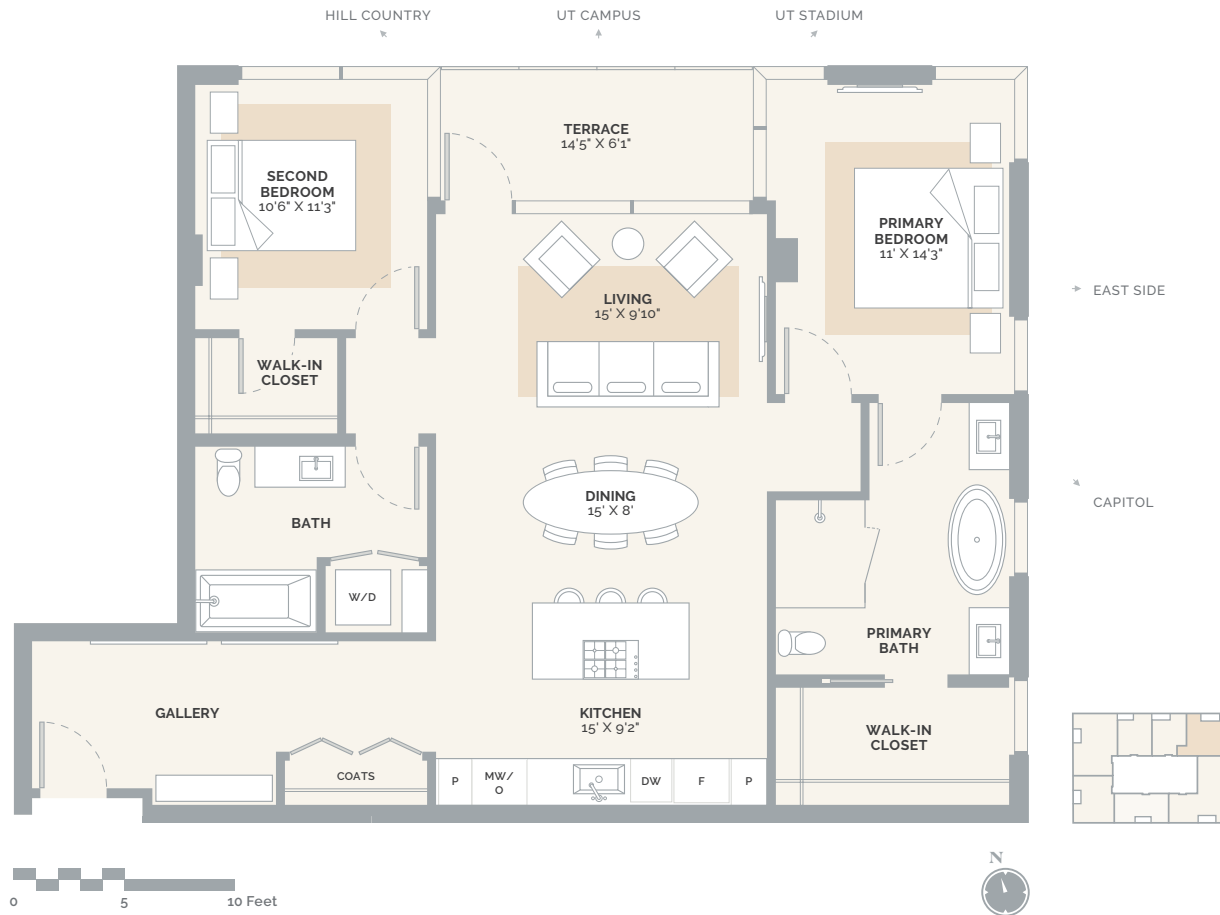 HILL COUNTRY
UT CAMPUS
UT STADIUM
TERRACE
14'5" X 6'1"
SECOND
BEDROOM
10'6" X 11'3"
PRIMARY
BEDROOM
11' X 14'3"
EAST SIDE
LIVING
15' X 9'10"
WALK-IN
CLOSET
CAPITOL
DINING
15' X 8'
BATH
W/D
PRIMARY
BATH
GALLERY
KITCHEN
15' X 9'2"
WALK-IN
CLOSET
COATS
P
MW/
O
DW
F
P
N
0
5
10 Feet